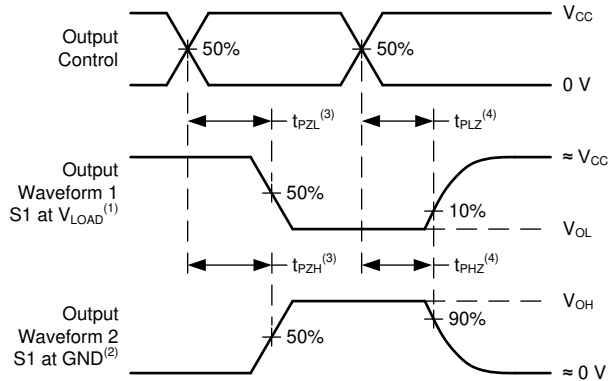 V_CC
Output
Control
50%
50%
0 V
t_PZL^(3)
t_PLZ^(4)
Output
Waveform 1
S1 at V_LOAD^(1)
≈ V_CC
50%
10%
V_OL
t_PZH^(3)
t_PHZ^(4)
Output
Waveform 2
S1 at GND^(2)
V_OH
50%
90%
≈ 0 V